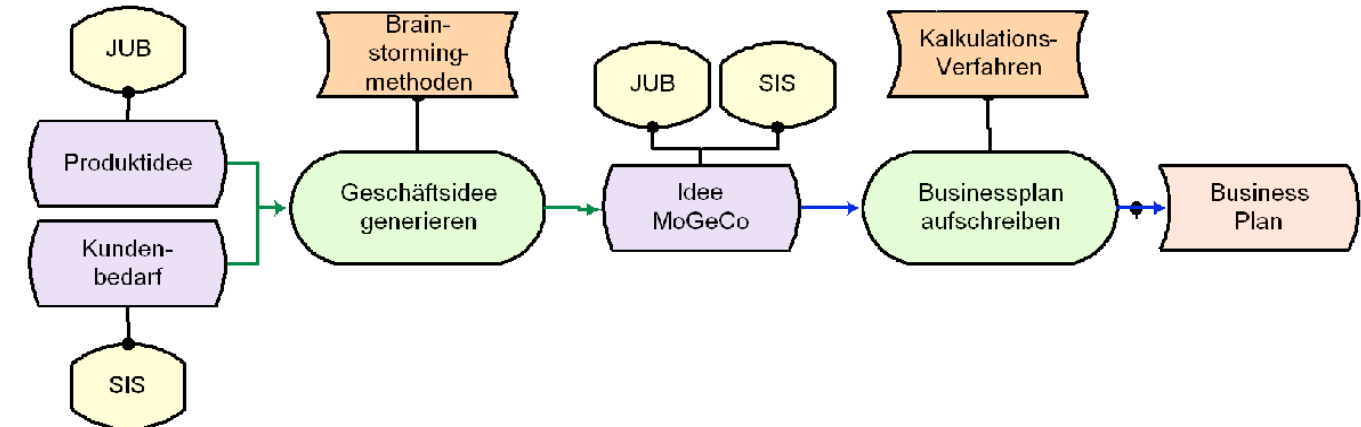 JUB
Produktidee
Kunden-
bedarf
SIS
Brain-
storming-
methoden
Geschäftsidee
generieren
JUB
SIS
Idee
MoGeCo
Kalkulations-
Verfahren
Businessplan
aufschreiben
Business
Plan